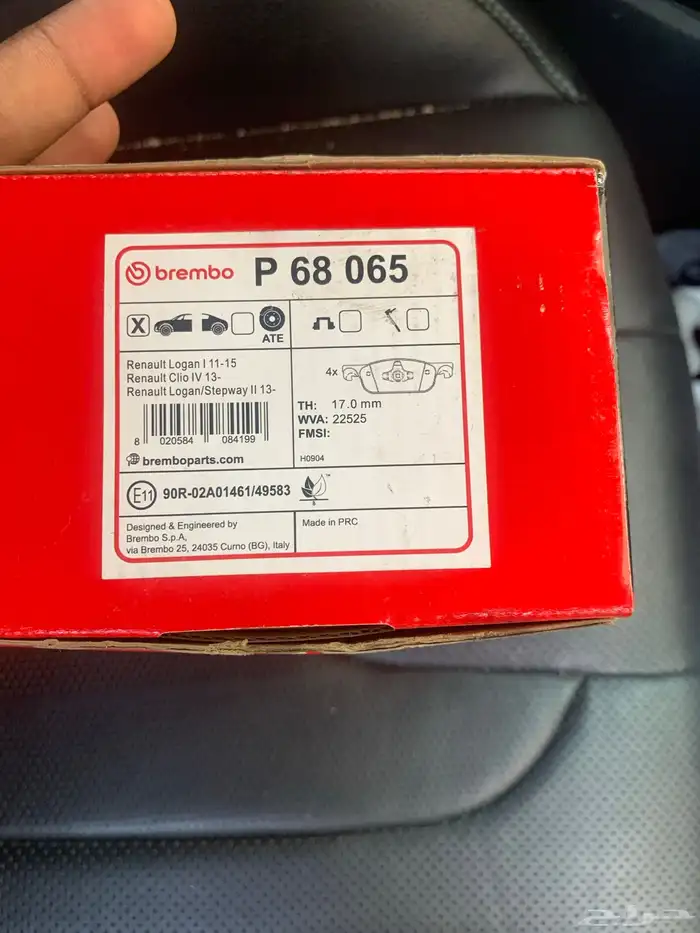 brembo P 68 065
X
ATE
Renault Logan I 11-15
Renault Clio IV 13-
Renault Logan/Stepway II 13-
8 020584 084199
bremboparts.com
4x
TH: 17.0 mm
WVA: 22525
FMSI:
H0904
E11 90R-02A01461/49583
Designed & Engineered by
Brembo S.p.A,
via Brembo 25, 24035 Curno (BG), Italy
Made in PRC
حراج